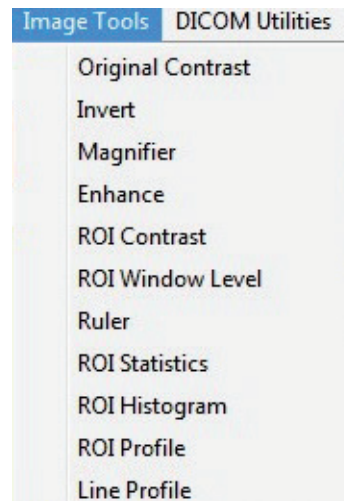 Image Tools DICOM Utilities
Original Contrast
Invert
Magnifier
Enhance
ROI Contrast
ROI Window Level
Ruler
ROI Statistics
ROI Histogram
ROI Profile
Line Profile